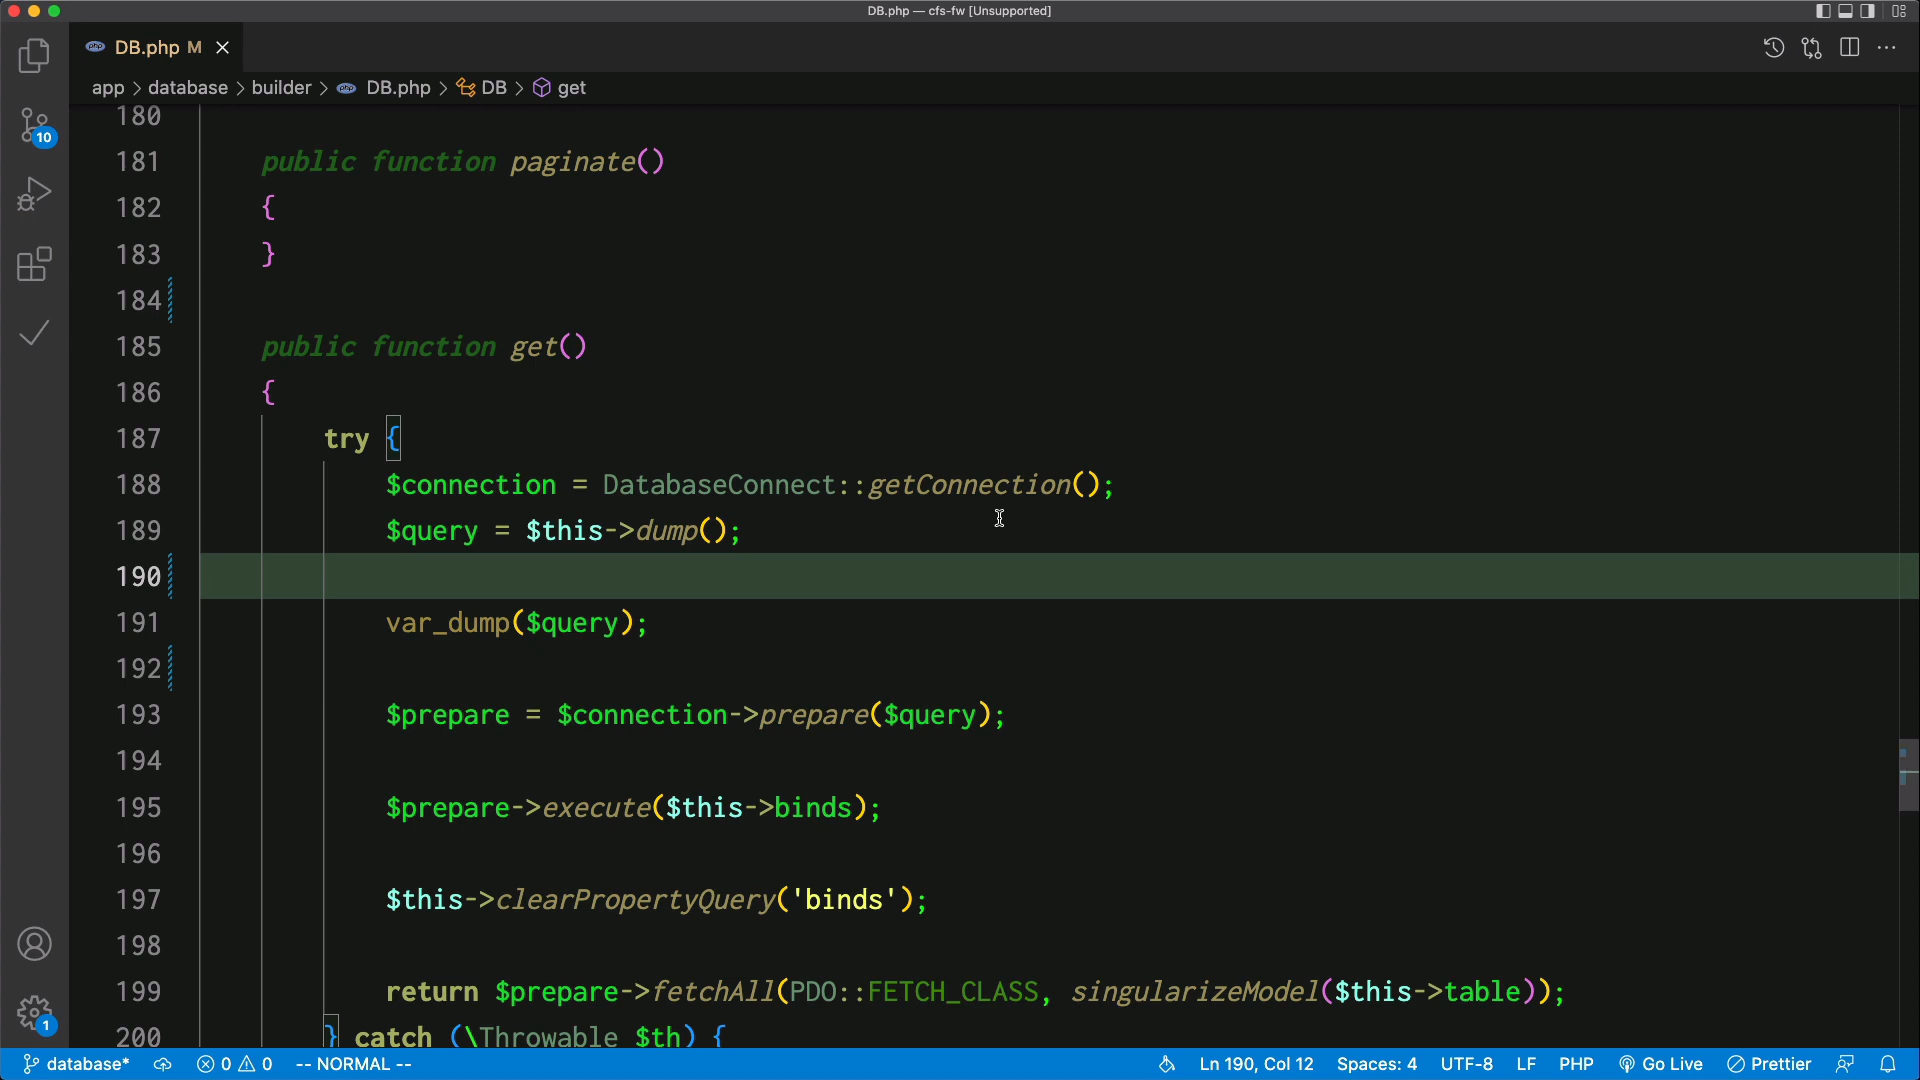 DB.php — cfs-fw [Unsupported]
DB.php M
app > database > builder > DB.php > DB > get
10
180
181 public function paginate()
182 {
183 }
184
185 public function get()
186 {
187 try {
188 $connection = DatabaseConnect::getConnection();
189 $query = $this->dump();
190
191 var_dump($query);
192
193 $prepare = $connection->prepare($query);
194
195 $prepare->execute($this->binds);
196
197 $this->clearPropertyQuery('binds');
198
199 return $prepare->fetchAll(PDO::FETCH_CLASS, singularizeModel($this->table));
200 } catch (\Throwable $th) {
1
database* 0 0 -- NORMAL -- Ln 190, Col 12 Spaces: 4 UTF-8 LF PHP Go Live Prettier